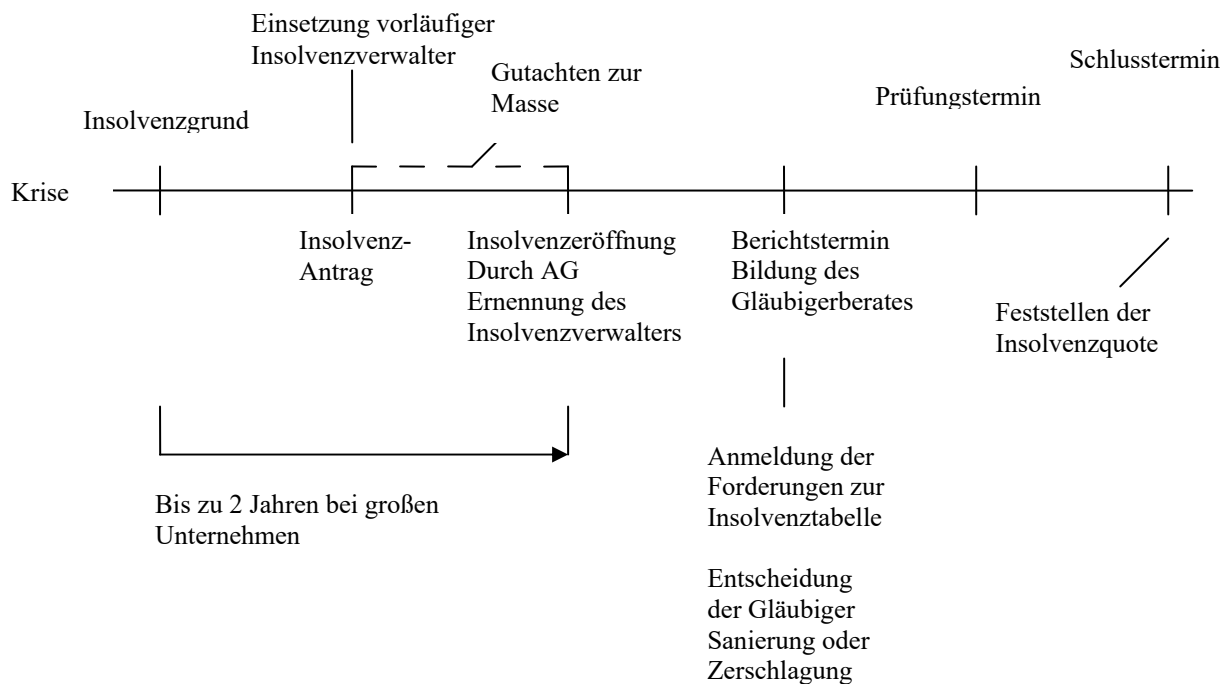 Einsetzung vorläufiger
Insolvenzverwalter
Gutachten zur
Masse
Schlusstermin
Prüfungstermin
Insolvenzgrund
Krise
Insolvenz-
Antrag
Insolvenzeröffnung
Durch AG
Ernennung des
Insolvenzverwalters
Berichtstermin
Bildung des
Gläubigerberates
Feststellen der
Insolvenzquote
Bis zu 2 Jahren bei großen
Unternehmen
Anmeldung der
Forderungen zur
Insolvenztabelle
Entscheidung
der Gläubiger
Sanierung oder
Zerschlagung